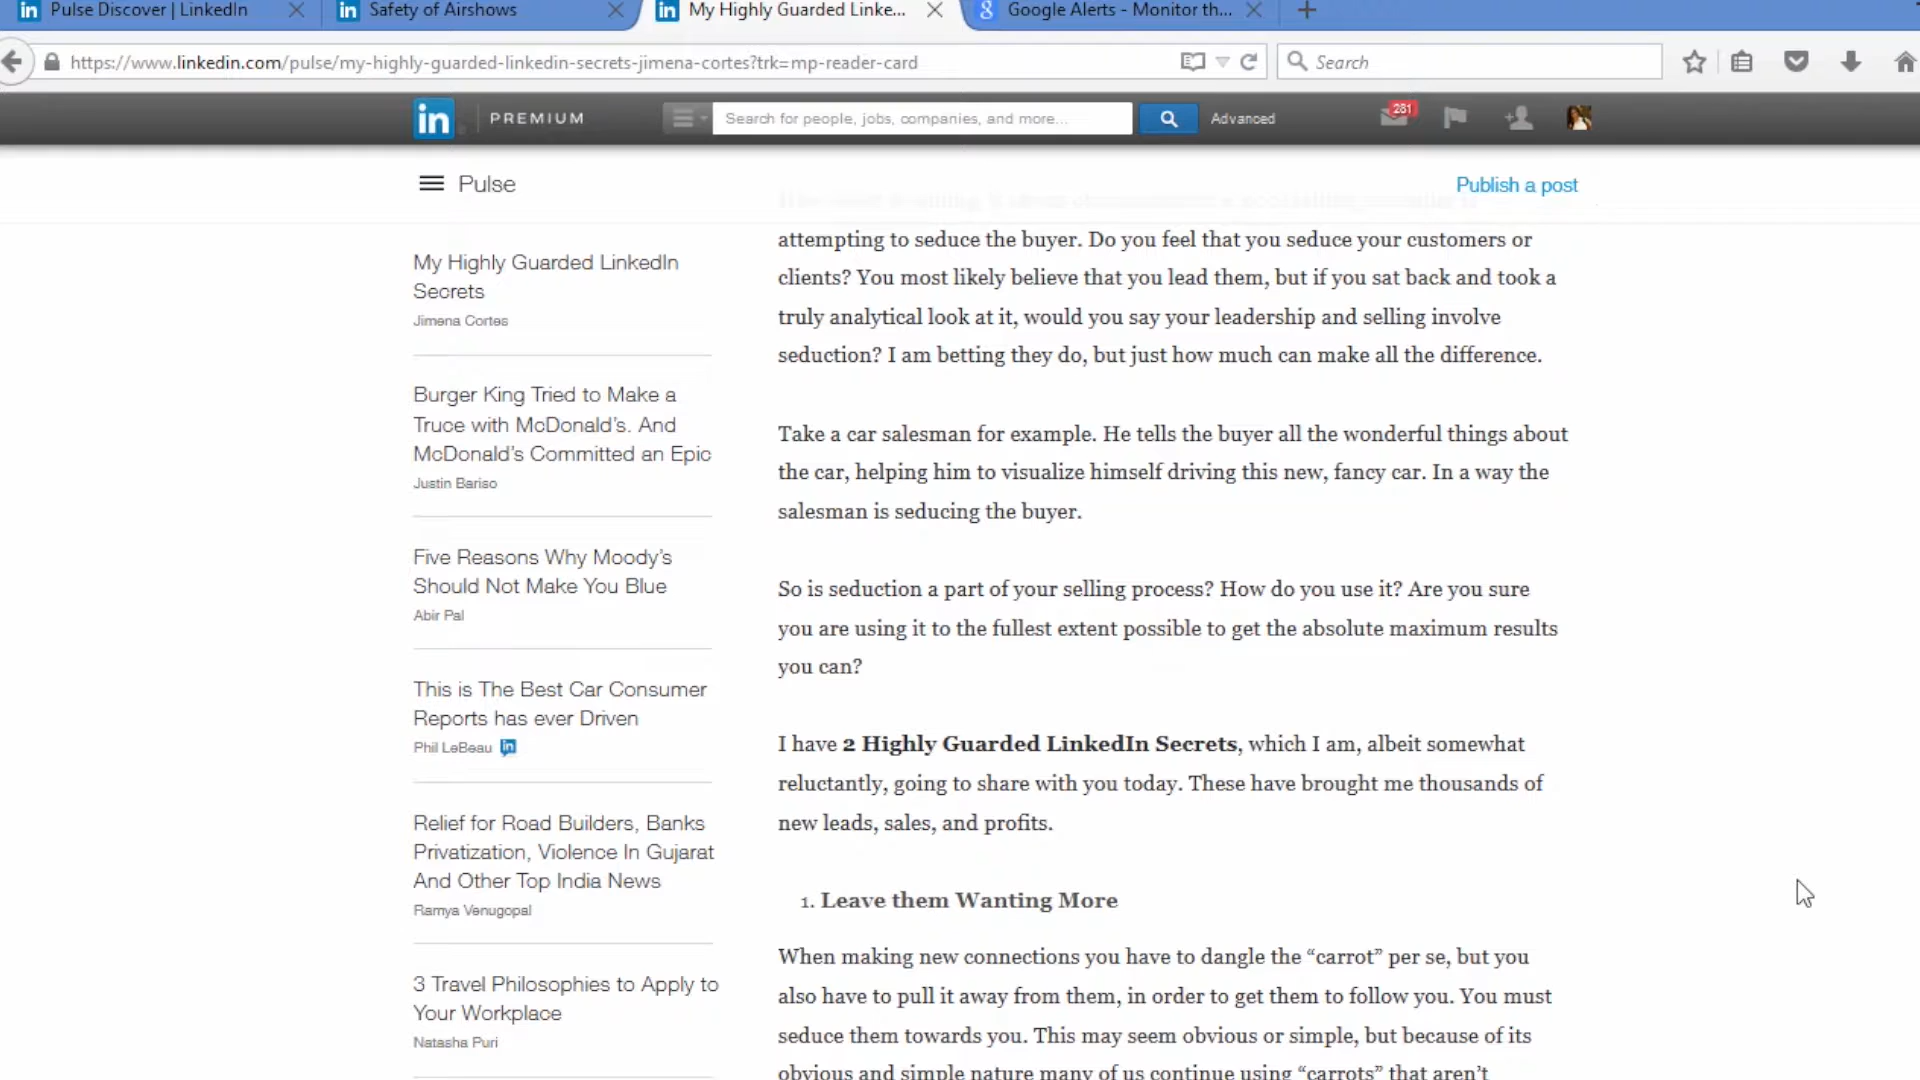 Pulse Discover | LinkedIn
Safety of Airshows
My Highly Guarded Linke...
Google Alerts - Monitor th...
https://www.linkedin.com/pulse/my-highly-guarded-linkedin-secrets-jimena-cortes?trk=mp-reader-card
Search
in PREMIUM
Search for people, jobs, companies, and more...
Advanced
281
Pulse
Publish a post
My Highly Guarded LinkedIn
Secrets
Jimena Cortes
Burger King Tried to Make a
Truce with McDonald's. And
McDonald's Committed an Epic
Justin Bariso
Five Reasons Why Moody's
Should Not Make You Blue
Abir Pal
This is The Best Car Consumer
Reports has ever Driven
Phil LeBeau in
Relief for Road Builders, Banks
Privatization, Violence In Gujarat
And Other Top India News
Ramya Venugopal
3 Travel Philosophies to Apply to
Your Workplace
Natasha Puri
attempting to seduce the buyer. Do you feel that you seduce your customers or
clients? You most likely believe that you lead them, but if you sat back and took a
truly analytical look at it, would you say your leadership and selling involve
seduction? I am betting they do, but just how much can make all the difference.
Take a car salesman for example. He tells the buyer all the wonderful things about
the car, helping him to visualize himself driving this new, fancy car. In a way the
salesman is seducing the buyer.
So is seduction a part of your selling process? How do you use it? Are you sure
you are using it to the fullest extent possible to get the absolute maximum results
you can?
I have 2 Highly Guarded LinkedIn Secrets, which I am, albeit somewhat
reluctantly, going to share with you today. These have brought me thousands of
new leads, sales, and profits.
1. Leave them Wanting More
When making new connections you have to dangle the “carrot” per se, but you
also have to pull it away from them, in order to get them to follow you. You must
seduce them towards you. This may seem obvious or simple, but because of its
obvious and simple nature many of us continue using “carrots” that aren’t